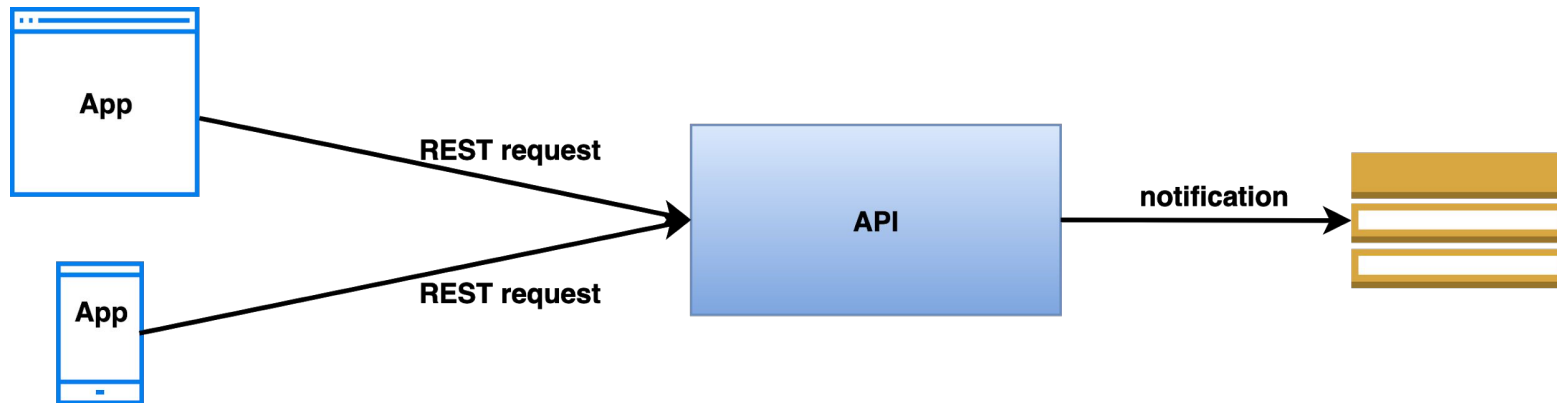 App
REST request
App
REST request
API
notification